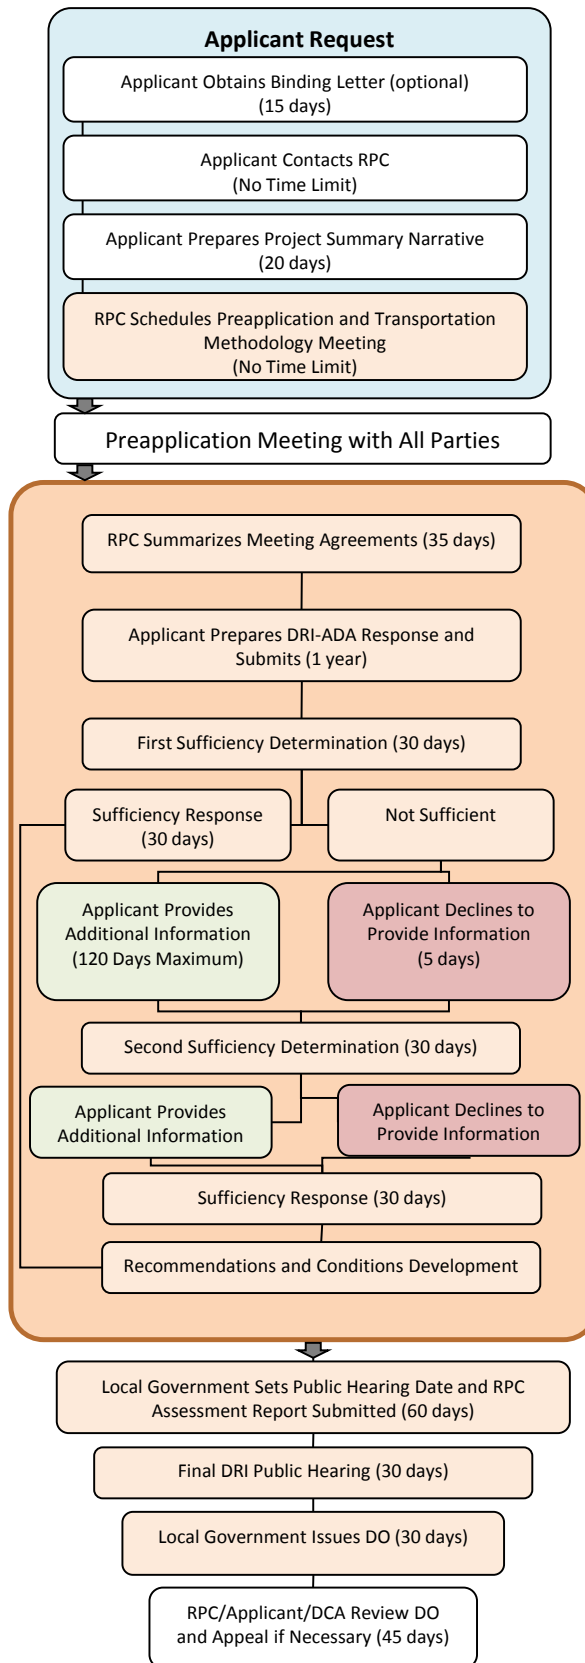 Applicant Request
Applicant Obtains Binding Letter (optional)
(15 days)
Applicant Contacts RPC
(No Time Limit)
Applicant Prepares Project Summary Narrative
(20 days)
RPC Schedules Preapplication and Transportation
Methodology Meeting
(No Time Limit)
Preapplication Meeting with All Parties
RPC Summarizes Meeting Agreements (35 days)
Applicant Prepares DRI-ADA Response and
Submits (1 year)
First Sufficiency Determination (30 days)
Sufficiency Response
(30 days)
Not Sufficient
Applicant Provides
Additional Information
(120 Days Maximum)
Applicant Declines to
Provide Information
(5 days)
Second Sufficiency Determination (30 days)
Applicant Provides
Additional Information
Applicant Declines to
Provide Information
Sufficiency Response (30 days)
Recommendations and Conditions Development
Local Government Sets Public Hearing Date and RPC
Assessment Report Submitted (60 days)
Final DRI Public Hearing (30 days)
Local Government Issues DO (30 days)
RPC/Applicant/DCA Review DO
and Appeal if Necessary (45 days)